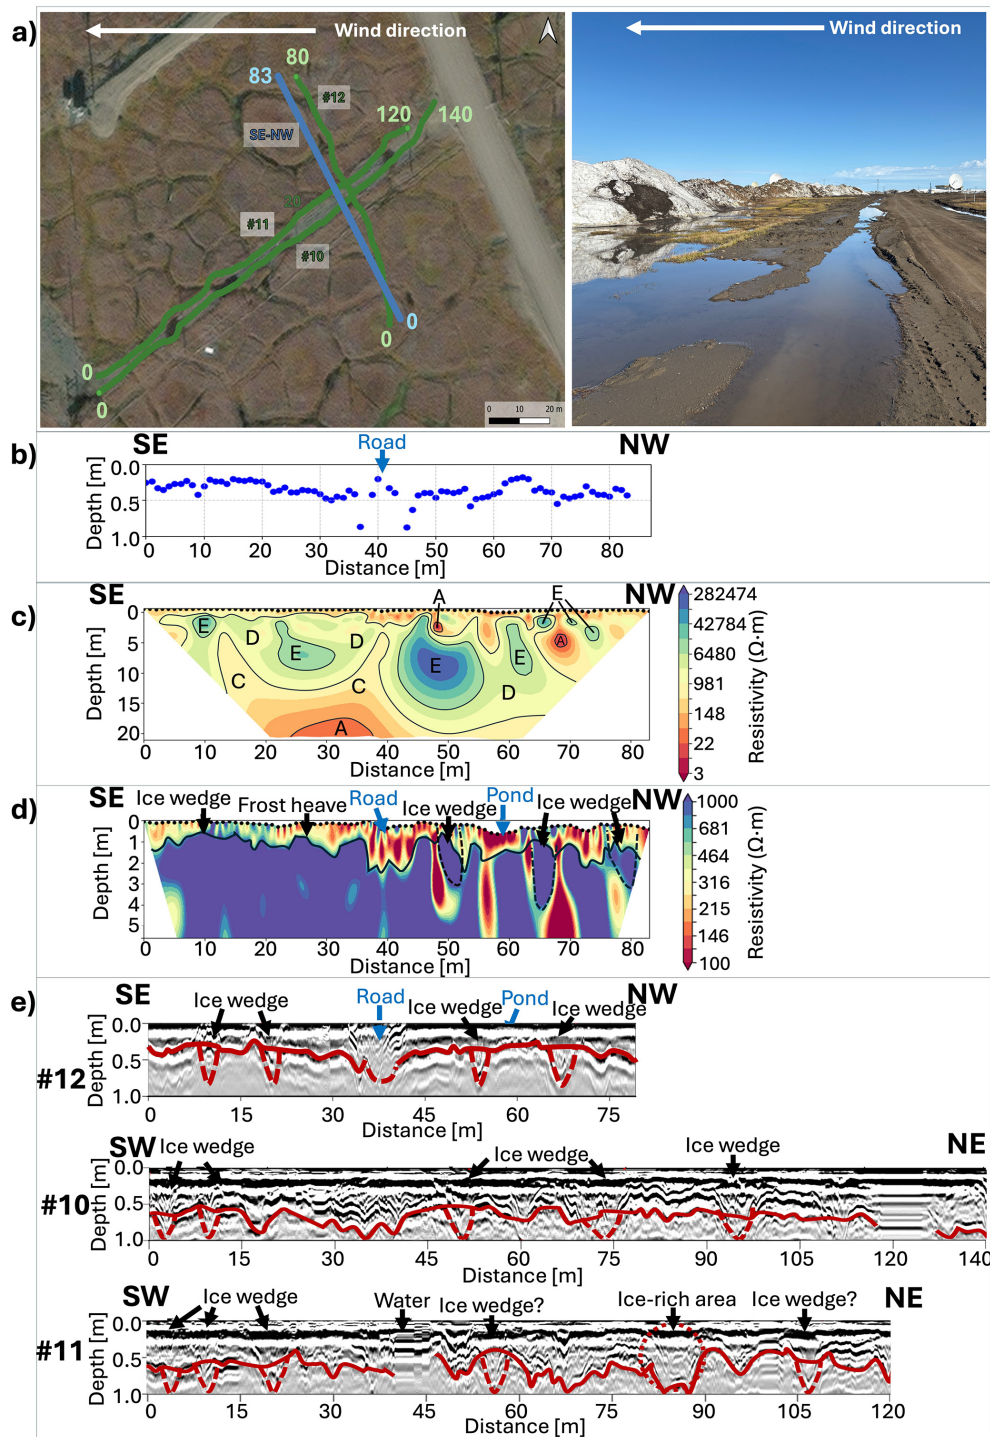 a)
Wind direction
Wind direction
80
83
#12
120
140
SE-NW
20
#11
#10
0
0
0
0
0 10 20 m
b)
SE
Road
NW
Depth [m]
0.0
0.5
1.0
0 10 20 30 40 50 60 70 80
Distance [m]
c)
SE
NW
A
E
Depth [m]
0
5
10
15
20
E
D
E
D
C
C
A
E
E
D
A
0 10 20 30 40 50 60 70 80
Distance [m]
282474
42784
6480
981
148
22
3
Resistivity (Ω·m)
d)
SE
NW
Ice wedge
Frost heave
Road
Ice wedge
Pond
Ice wedge
Depth [m]
0
1
2
3
4
5
0 10 20 30 40 50 60 70 80
Distance [m]
1000
681
464
316
215
146
100
Resistivity (Ω·m)
e)
SE
NW
Ice wedge
Road
Ice wedge
Pond
Ice wedge
#12
Depth [m]
0.0
0.5
1.0
0 15 30 45 60 75
Distance [m]
SW
NE
Ice wedge
Ice wedge
Ice wedge
#10
Depth [m]
0.0
0.5
1.0
0 15 30 45 60 75 90 105 120 140
Distance [m]
SW
NE
Ice wedge
Water
Ice wedge?
Ice-rich area
Ice wedge?
#11
Depth [m]
0.0
0.5
1.0
0 15 30 45 60 75 90 105 120
Distance [m]